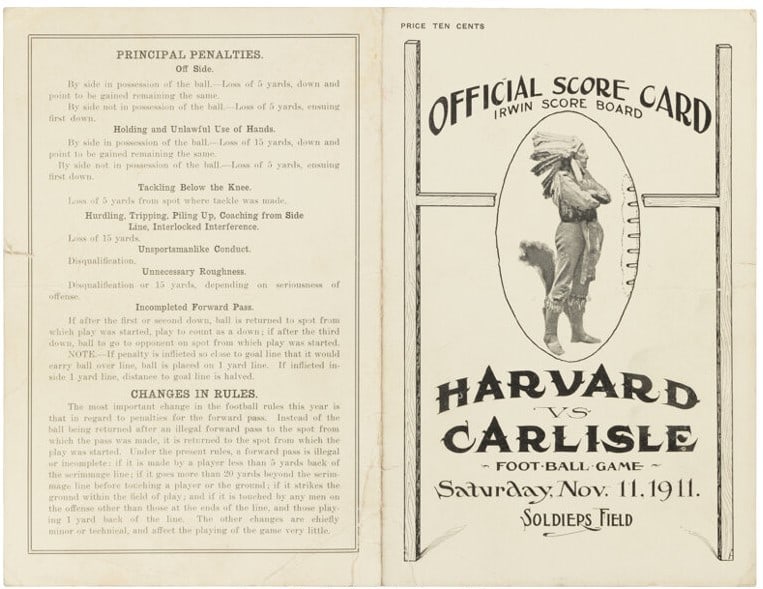 PRINCIPAL PENALTIES.
Off Side.
By side in possession of the ball.—Loss of 5 yards, down and
point to be gained remaining the same.
By side not in possession of the ball.—Loss of 5 yards, ensuing
first down.
Holding and Unlawful Use of Hands.
By side in possession of the ball.—Loss of 15 yards, down and
point to be gained remaining the same.
By side not in possession of the ball.—Loss of 5 yards, ensuing
first down.
Tackling Below the Knee.
Loss of 5 yards from spot where tackle was made.
Hurdling, Tripping, Piling Up, Coaching from Side
Line, Interlocked Interference.
Loss of 15 yards.
Unsportsmanlike Conduct.
Disqualification.
Unnecessary Roughness.
Disqualification or 15 yards, depending on seriousness of
offense.
Incompleted Forward Pass.
If after the first or second down, ball is returned to spot from
which play was started, play to count as a down; if after the third
down, ball to go to opponent on spot from which play was started.
NOTE.—If penalty is inflicted so close to goal line that it would
carry ball over line, ball is placed on 1 yard line. If inflicted in-
side 1 yard line, distance to goal line is halved.
CHANGES IN RULES.
The most important change in the football rules this year is
that in regard to penalties for the forward pass. Instead of the
ball being returned after an illegal forward pass to the spot from
which the pass was made, it is returned to the spot from which the
play was started. Under the present rules, a forward pass is illegal
or incomplete: if it is made by a player less than 5 yards back of
the scrimmage line; if it goes more than 20 yards beyond the scrim-
mage line before touching a player or the ground; if it strikes the
ground within the field of play; and if it is touched by any men on
the offense other than those at the ends of the line, and those play-
ing 1 yard back of the line. The other changes are chiefly
minor or technical, and affect the playing of the game very little.
PRICE TEN CENTS
OFFICIAL SCORE CARD
IRWIN SCORE BOARD
HARVARD
VS
CARLISLE
~ FOOT·BALL·GAME ~
Saturday, Nov. 11, 1911.
SOLDIERS FIELD